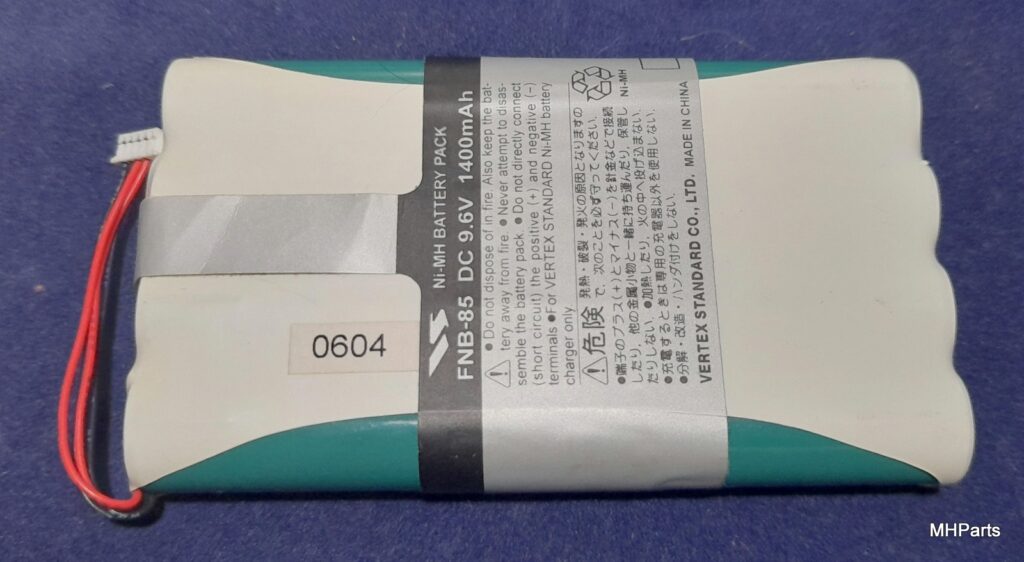 Ni-MH BATTERY PACK
FNB-85 DC 9.6V 1400mAh
● Do not dispose of in fire. Also keep the bat-
tery away from fire. ● Never attempt to disas-
semble the battery pack. ● Do not directly connect
(short circuit) the positive (+) and negative (−)
terminals ●For VERTEX STANDARD Ni-MH battery
charger only
危険 発熱・破裂・発火の原因となりますの
で、次のことを必ず守ってください。
●端子のプラス(+)とマイナス(−)を針金などで接続
したり、他の金属小物と一緒に持ち運んだり、保管し
たりしない。●加熱したり、火の中へ投げ込まない。
●充電するときは専用の充電器以外を使用しない。
●分解・改造・ハンダ付をしない。
VERTEX STANDARD CO., LTD. MADE IN CHINA
Ni-MH
0604
MHParts